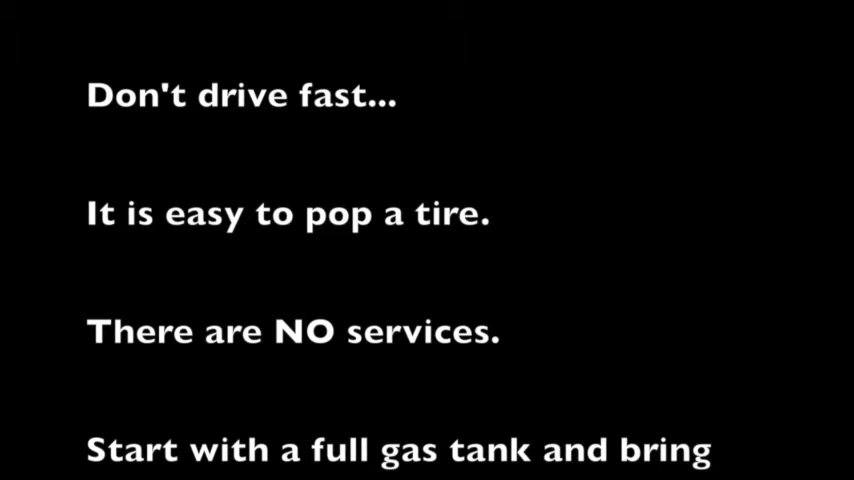 Don't drive fast...
It is easy to pop a tire.
There are NO services.
Start with a full gas tank and bring